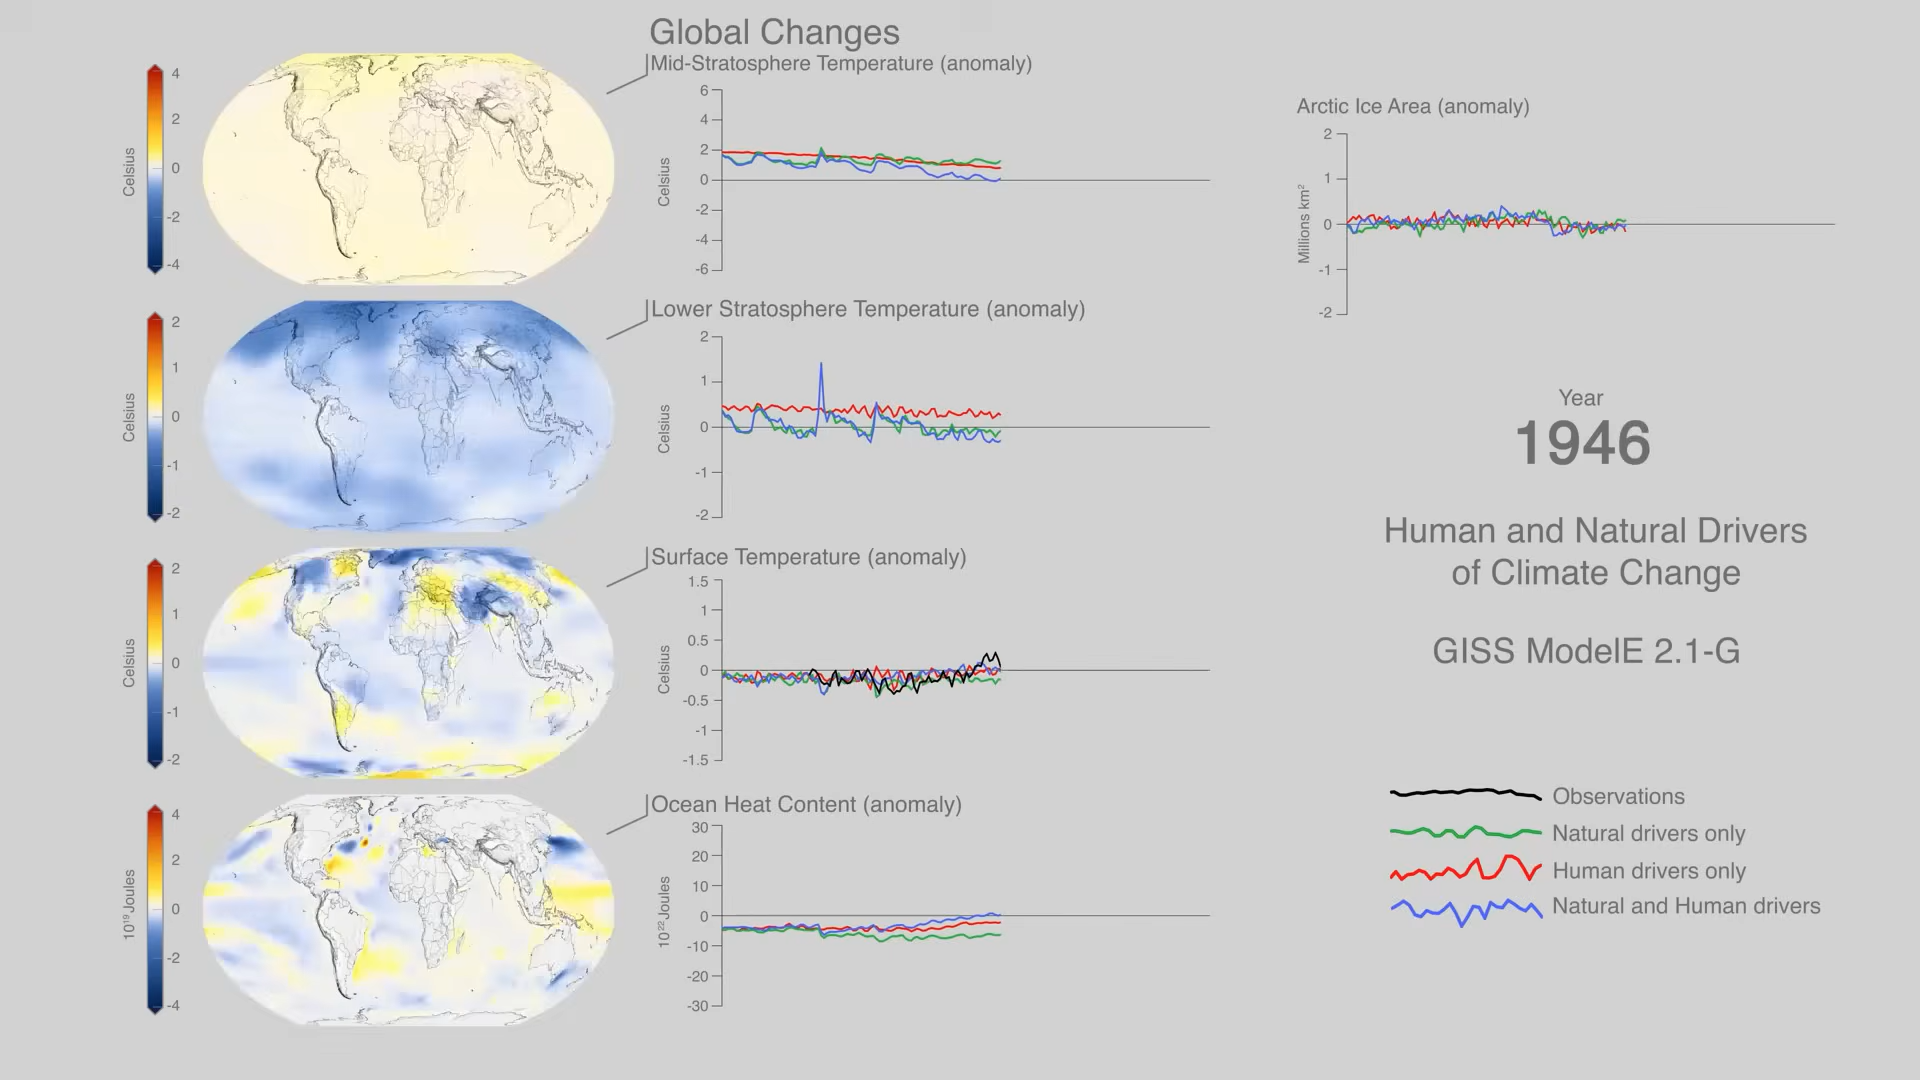 Global Changes
Mid-Stratosphere Temperature (anomaly)
4
2
0
-2
-4
Celsius
6
4
2
0
-2
-4
-6
Celsius
Lower Stratosphere Temperature (anomaly)
2
1
0
-1
-2
Celsius
2
1
0
-1
-2
Celsius
Surface Temperature (anomaly)
2
1
0
-1
-2
Celsius
1.5
1
0.5
0
-0.5
-1
-1.5
Celsius
Ocean Heat Content (anomaly)
4
2
0
-2
-4
10¹⁹ Joules
30
20
10
0
-10
-20
-30
10²² Joules
Arctic Ice Area (anomaly)
2
1
0
-1
-2
Millions km²
Year
1946
Human and Natural Drivers
of Climate Change
GISS ModelE 2.1-G
Observations
Natural drivers only
Human drivers only
Natural and Human drivers